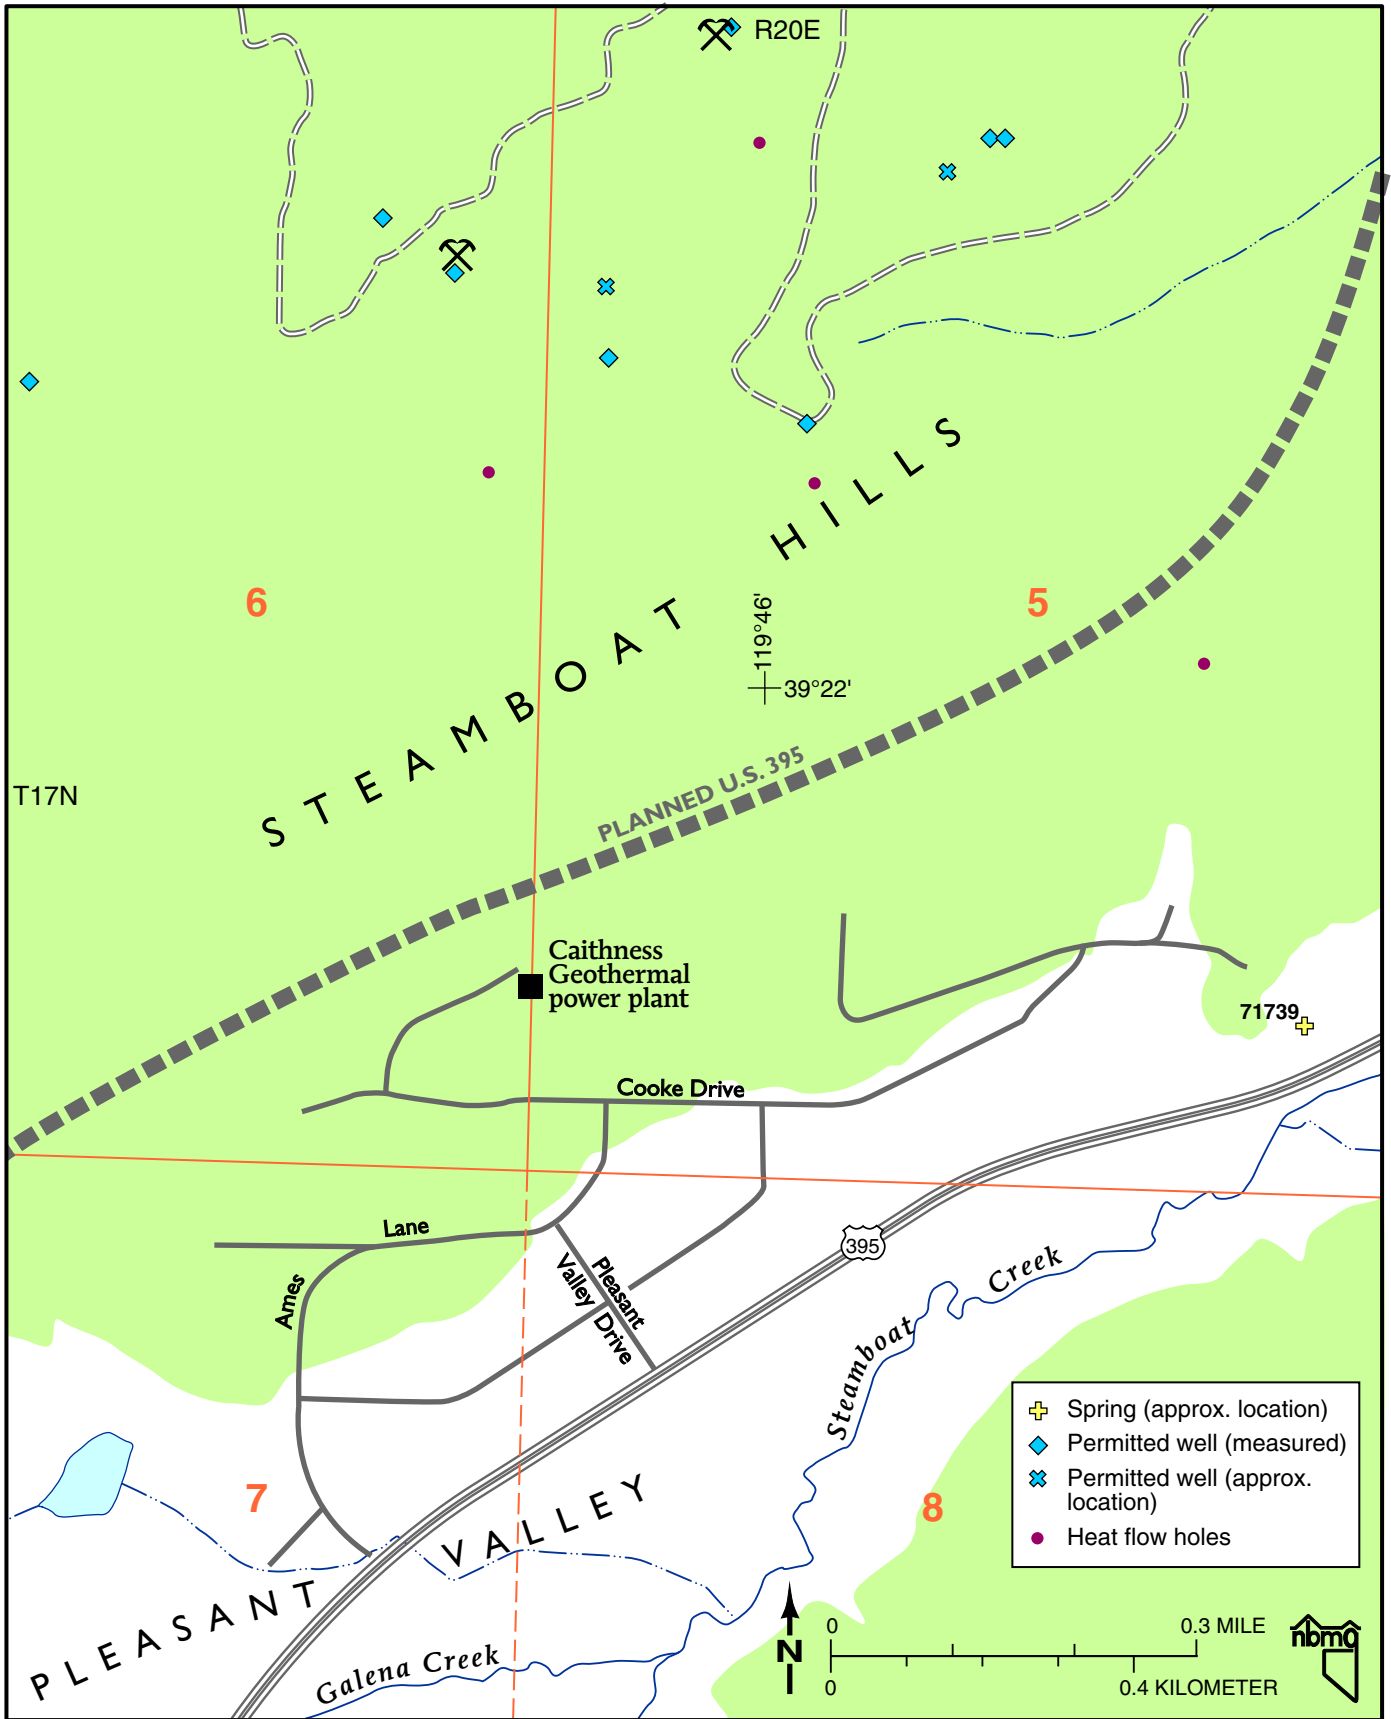 R20E
6
5
STEAMBOAT HILLS
119°46'
39°22'
T17N
PLANNED U.S. 395
Caithness
Geothermal
power plant
71739
Cooke Drive
Lane
Ames
Pleasant
Valley Drive
395
Steamboat Creek
7
8
PLEASANT VALLEY
Galena Creek
Spring (approx. location)
Permitted well (measured)
Permitted well (approx.
location)
Heat flow holes
N
0 0.3 MILE
0 0.4 KILOMETER
nbmg